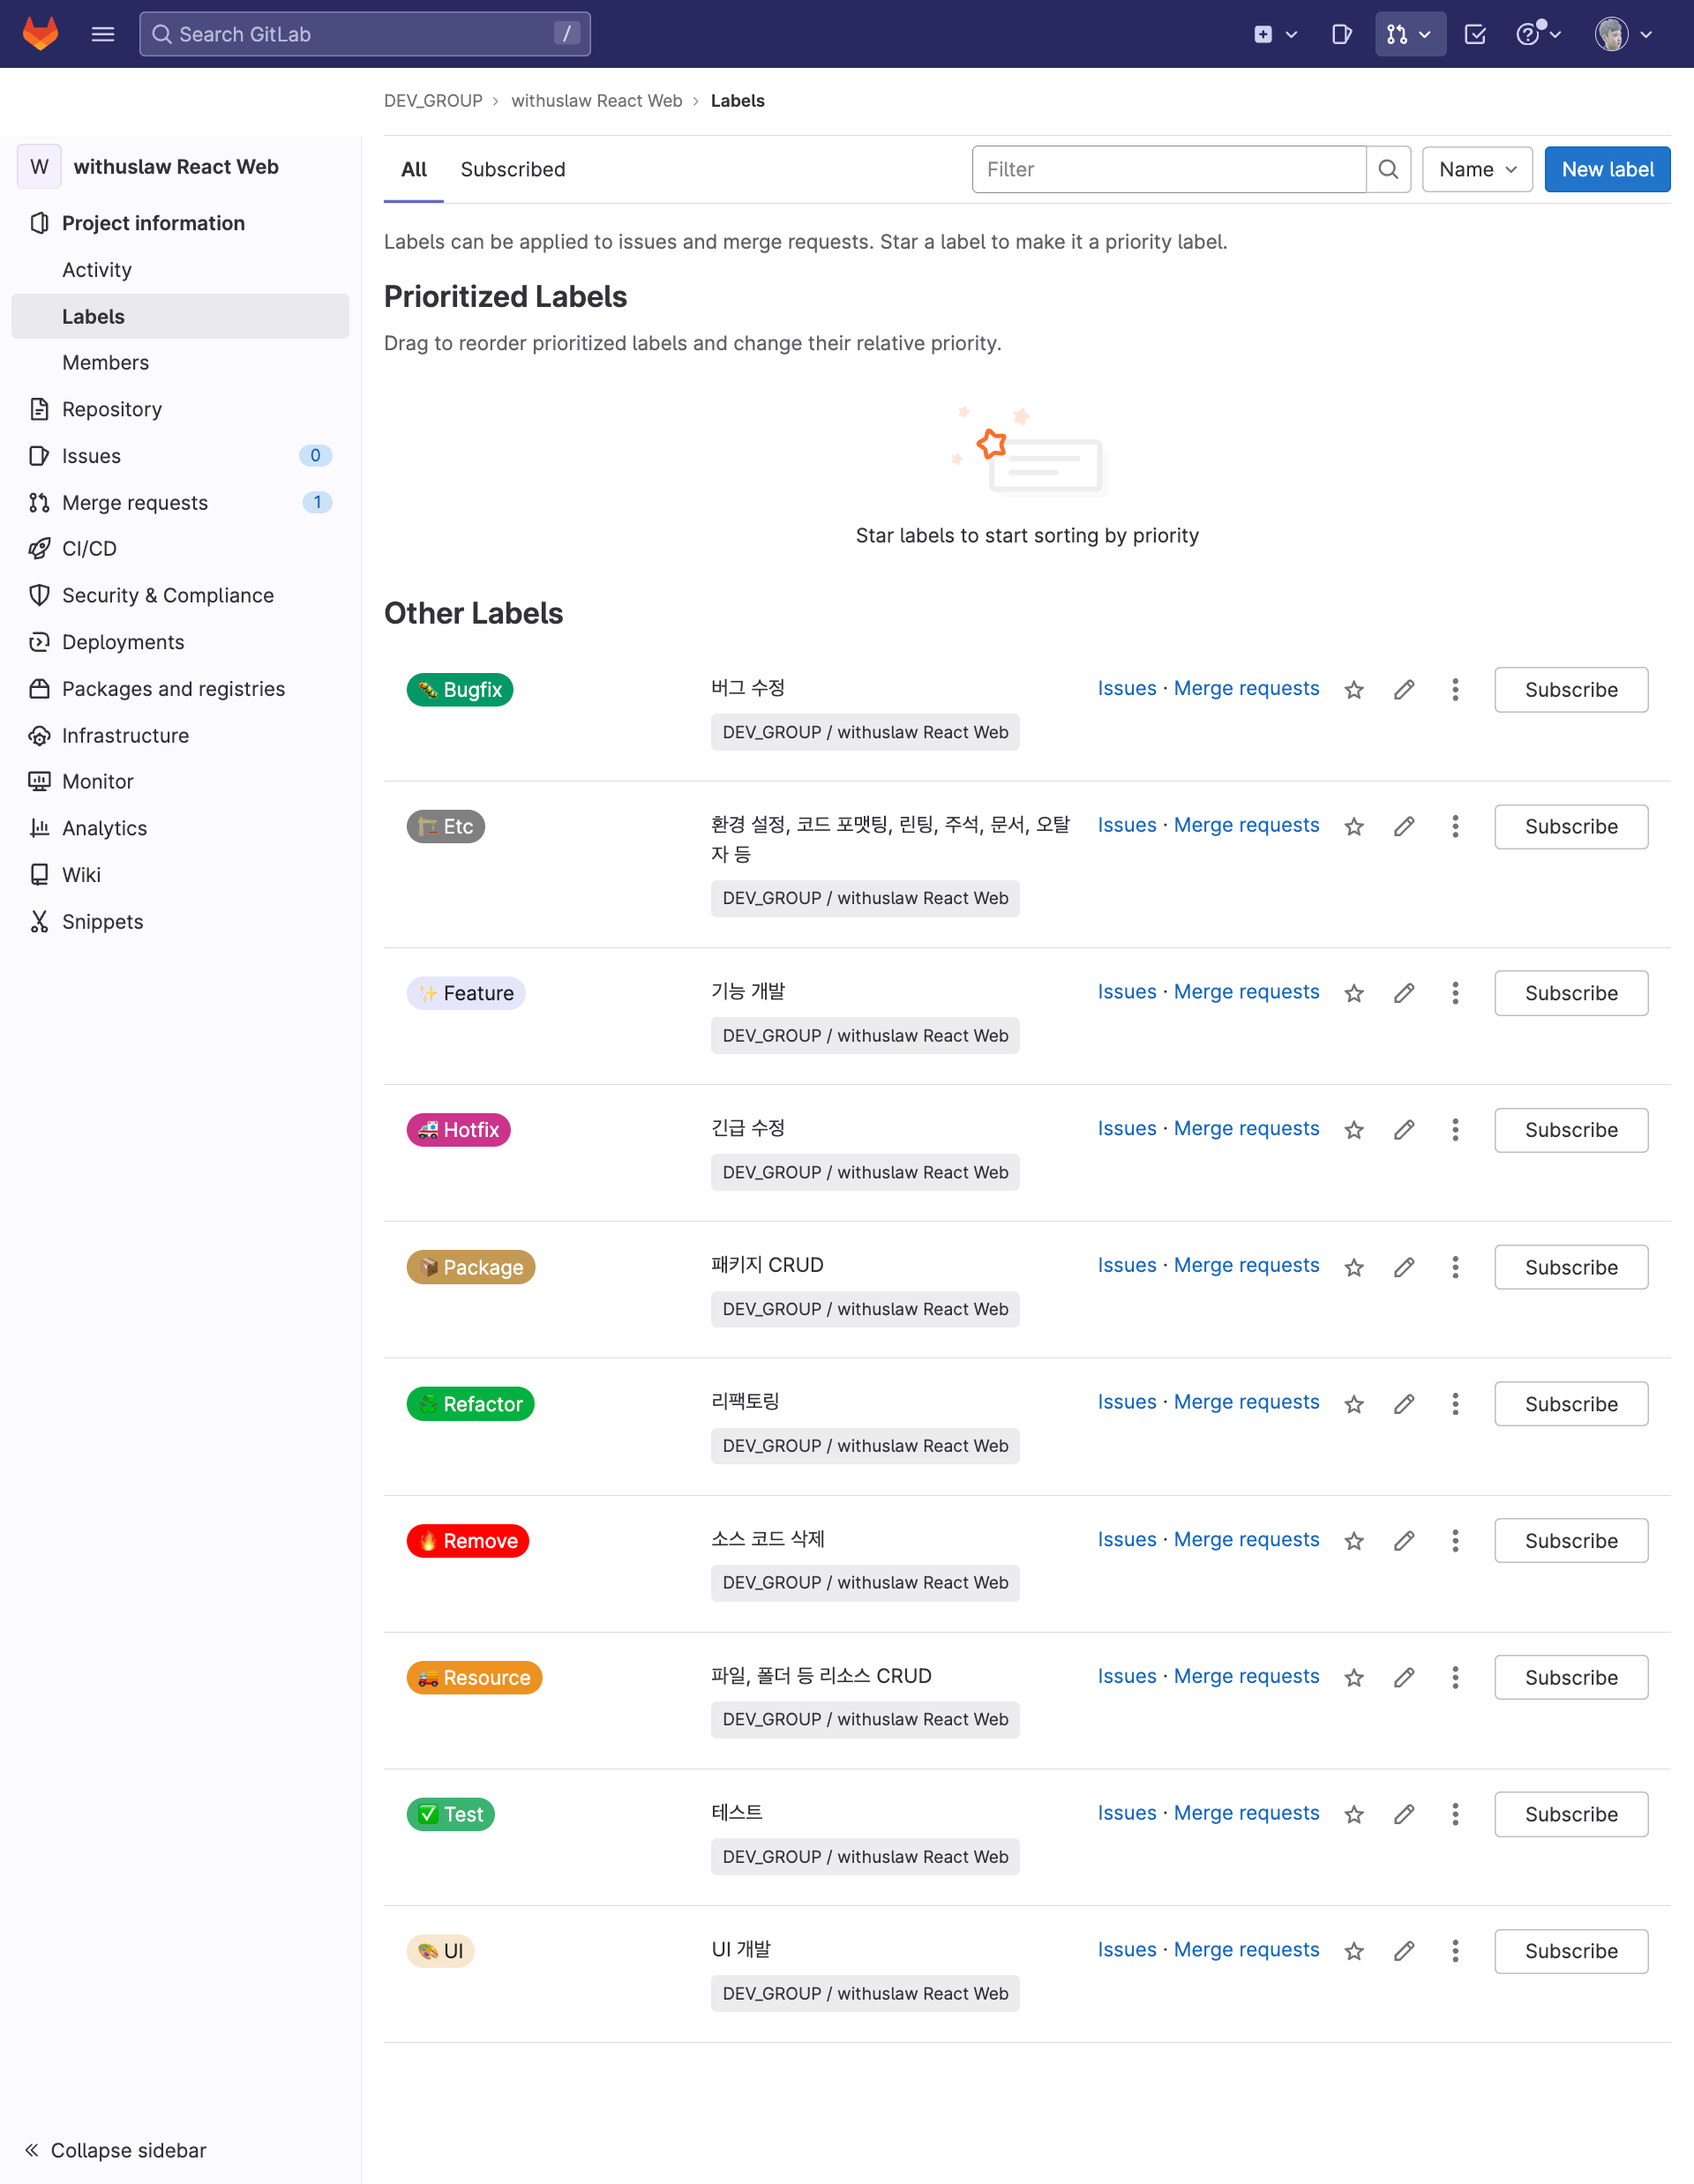 Search GitLab /
DEV_GROUP › withuslaw React Web › Labels
W withuslaw React Web
Project information
Activity
Labels
Members
Repository
Issues 0
Merge requests 1
CI/CD
Security & Compliance
Deployments
Packages and registries
Infrastructure
Monitor
Analytics
Wiki
Snippets
Collapse sidebar
All Subscribed Filter Name New label
Labels can be applied to issues and merge requests. Star a label to make it a priority label.
Prioritized Labels
Drag to reorder prioritized labels and change their relative priority.
Star labels to start sorting by priority
Other Labels
🐛 Bugfix 버그 수정 Issues · Merge requests Subscribe
DEV_GROUP / withuslaw React Web
🏗️ Etc 환경 설정, 코드 포맷팅, 린팅, 주석, 문서, 오탈 Issues · Merge requests Subscribe
자 등
DEV_GROUP / withuslaw React Web
✨ Feature 기능 개발 Issues · Merge requests Subscribe
DEV_GROUP / withuslaw React Web
🚑 Hotfix 긴급 수정 Issues · Merge requests Subscribe
DEV_GROUP / withuslaw React Web
📦 Package 패키지 CRUD Issues · Merge requests Subscribe
DEV_GROUP / withuslaw React Web
♻️ Refactor 리팩토링 Issues · Merge requests Subscribe
DEV_GROUP / withuslaw React Web
🔥 Remove 소스 코드 삭제 Issues · Merge requests Subscribe
DEV_GROUP / withuslaw React Web
🚚 Resource 파일, 폴더 등 리소스 CRUD Issues · Merge requests Subscribe
DEV_GROUP / withuslaw React Web
✅ Test 테스트 Issues · Merge requests Subscribe
DEV_GROUP / withuslaw React Web
🎨 UI UI 개발 Issues · Merge requests Subscribe
DEV_GROUP / withuslaw React Web